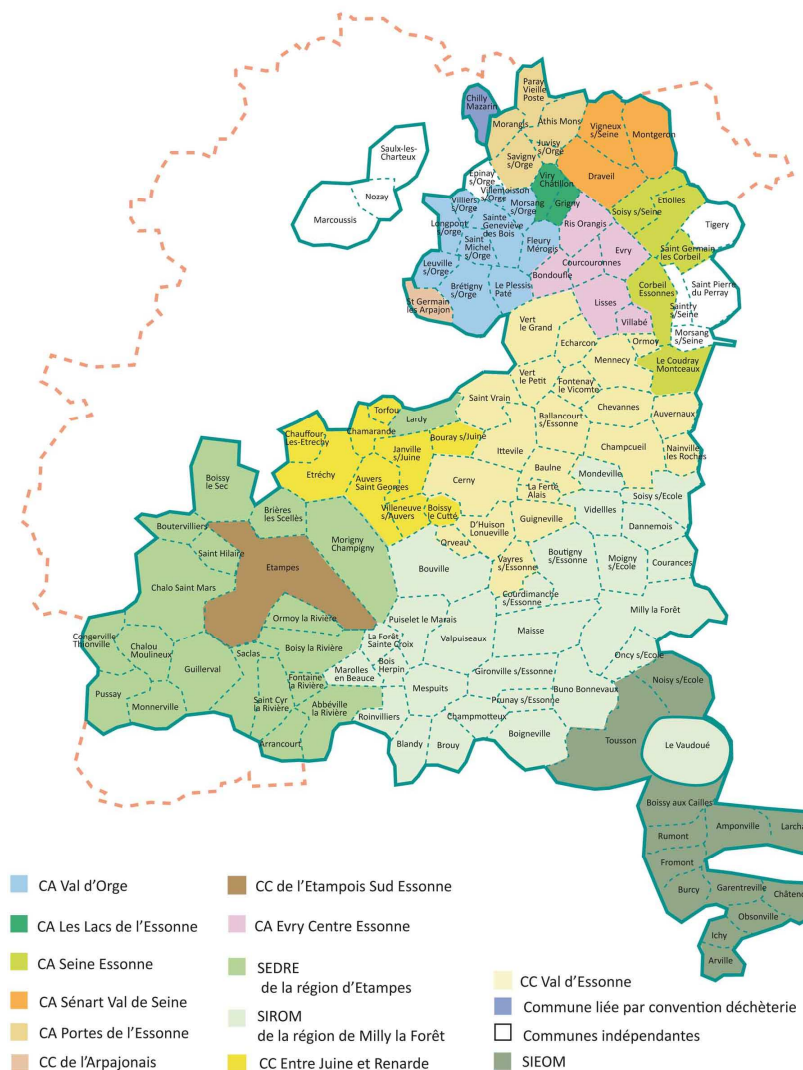 Paray
Vieille
Poste
Chilly
Mazarin
Morangis
Athis Mons
Vigneux
s/Seine
Montgeron
Juvisy
s/Orge
Savigny
s/Orge
Saulx-les-
Charteux
Nozay
Marcoussis
Epinay
s/Orge
Villemoisson
s/Orge
Viry
Châtillon
Draveil
Villiers
s/Orge
Morsang
s/Orge
Grigny
Soisy s/Seine
Etiolles
Tigery
Longpont
s/orge
Sainte
Geneviève
des Bois
Ris Orangis
Saint
Michel
s/Orge
Fleury
Mérogis
Evry
Saint Germain
les Corbeil
Leuville
s/Orge
Courcouronnes
Bondoufle
Corbeil
Essonnes
Saint Pierre
du Perray
Brétigny
s/Orge
Le Plessis
Paté
St Germain
les Arpajon
Lisses
Saintry
s/Seine
Villabé
Morsang
s/Seine
Vert
le Grand
Echarcon
Ormoy
Mennecy
Le Coudray
Montceaux
Vert
le Petit
Fontenay
le Vicomte
Saint Vrain
Chevannes
Auvernaux
Ballancourt
s/Essonne
Torfou
Lardy
Chamarande
Bouray s/Juine
Chauffour
Les-Etrechy
Janville
s/Juine
Itteville
Champcueil
Nainville
les Roches
Etréchy
Auvers
Saint Georges
Baulne
Mondeville
Boissy
le Sec
Cerny
La Ferté
Alais
Videlles
Soisy s/Ecole
Villeneuve
s/Auvers
Boissy
le Cutté
Guigneville
Dannemois
Brières
les Scellès
Boutervilliers
Morigny
Champigny
D'Huison
Lonueville
Orveau
Saint Hilaire
Boutigny
s/Essonne
Moigny
s/Ecole
Courances
Etampes
Bouville
Vayres
s/Essonne
Chalo Saint Mars
Courdimanche
s/Essonne
Milly la Forêt
Ormoy la Rivière
Puiselet le Marais
Valpuiseaux
Maisse
Congerville
Thionville
Chalou
Moulineux
La Forêt
Sainte Croix
Saclas
Boisy la Rivière
Oncy s/Ecole
Guillerval
Bois
Herpin
Marolles
en Beauce
Gironville s/Essonne
Noisy s/Ecole
Fontaine
la Rivière
Pussay
Mespuits
Buno Bonnevaux
Monnerville
Saint Cyr
la Rivière
Abbéville
la Rivière
Prunay s/Essonne
Roinvilliers
Champmotteux
Boigneville
Arrancourt
Blandy
Brouy
Tousson
Le Vaudoué
Boissy aux Cailles
Amponville
Larcha
Rumont
Fromont
Burcy
Garentreville
Châtend
Obsonville
Ichy
Arville
CA Val d'Orge
CA Les Lacs de l'Essonne
CA Seine Essonne
CA Sénart Val de Seine
CA Portes de l'Essonne
CC de l'Arpajonais
CC de l'Etampois Sud Essonne
CA Evry Centre Essonne
SEDRE
de la région d'Etampes
SIROM
de la région de Milly la Forêt
CC Entre Juine et Renarde
CC Val d'Essonne
Commune liée par convention déchèterie
Communes indépendantes
SIEOM